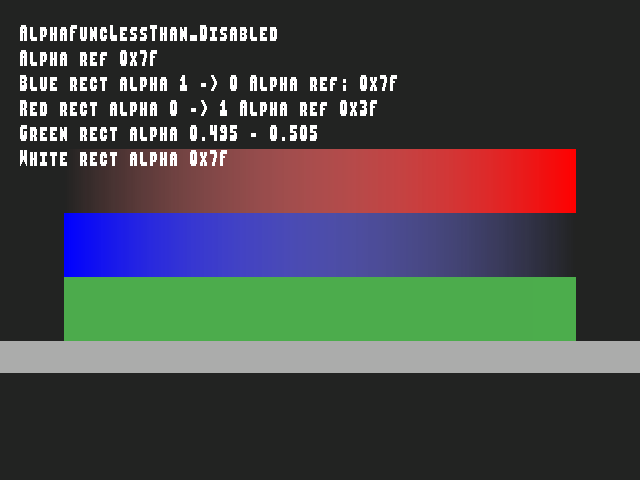 AlphaFuncLessThan_Disabled
Alpha ref 0x7f
Blue rect alpha 1 -> 0 Alpha ref: 0x7f
Red rect alpha 0 -> 1 Alpha ref 0x3f
Green rect alpha 0.495 - 0.505
White rect alpha 0x7f